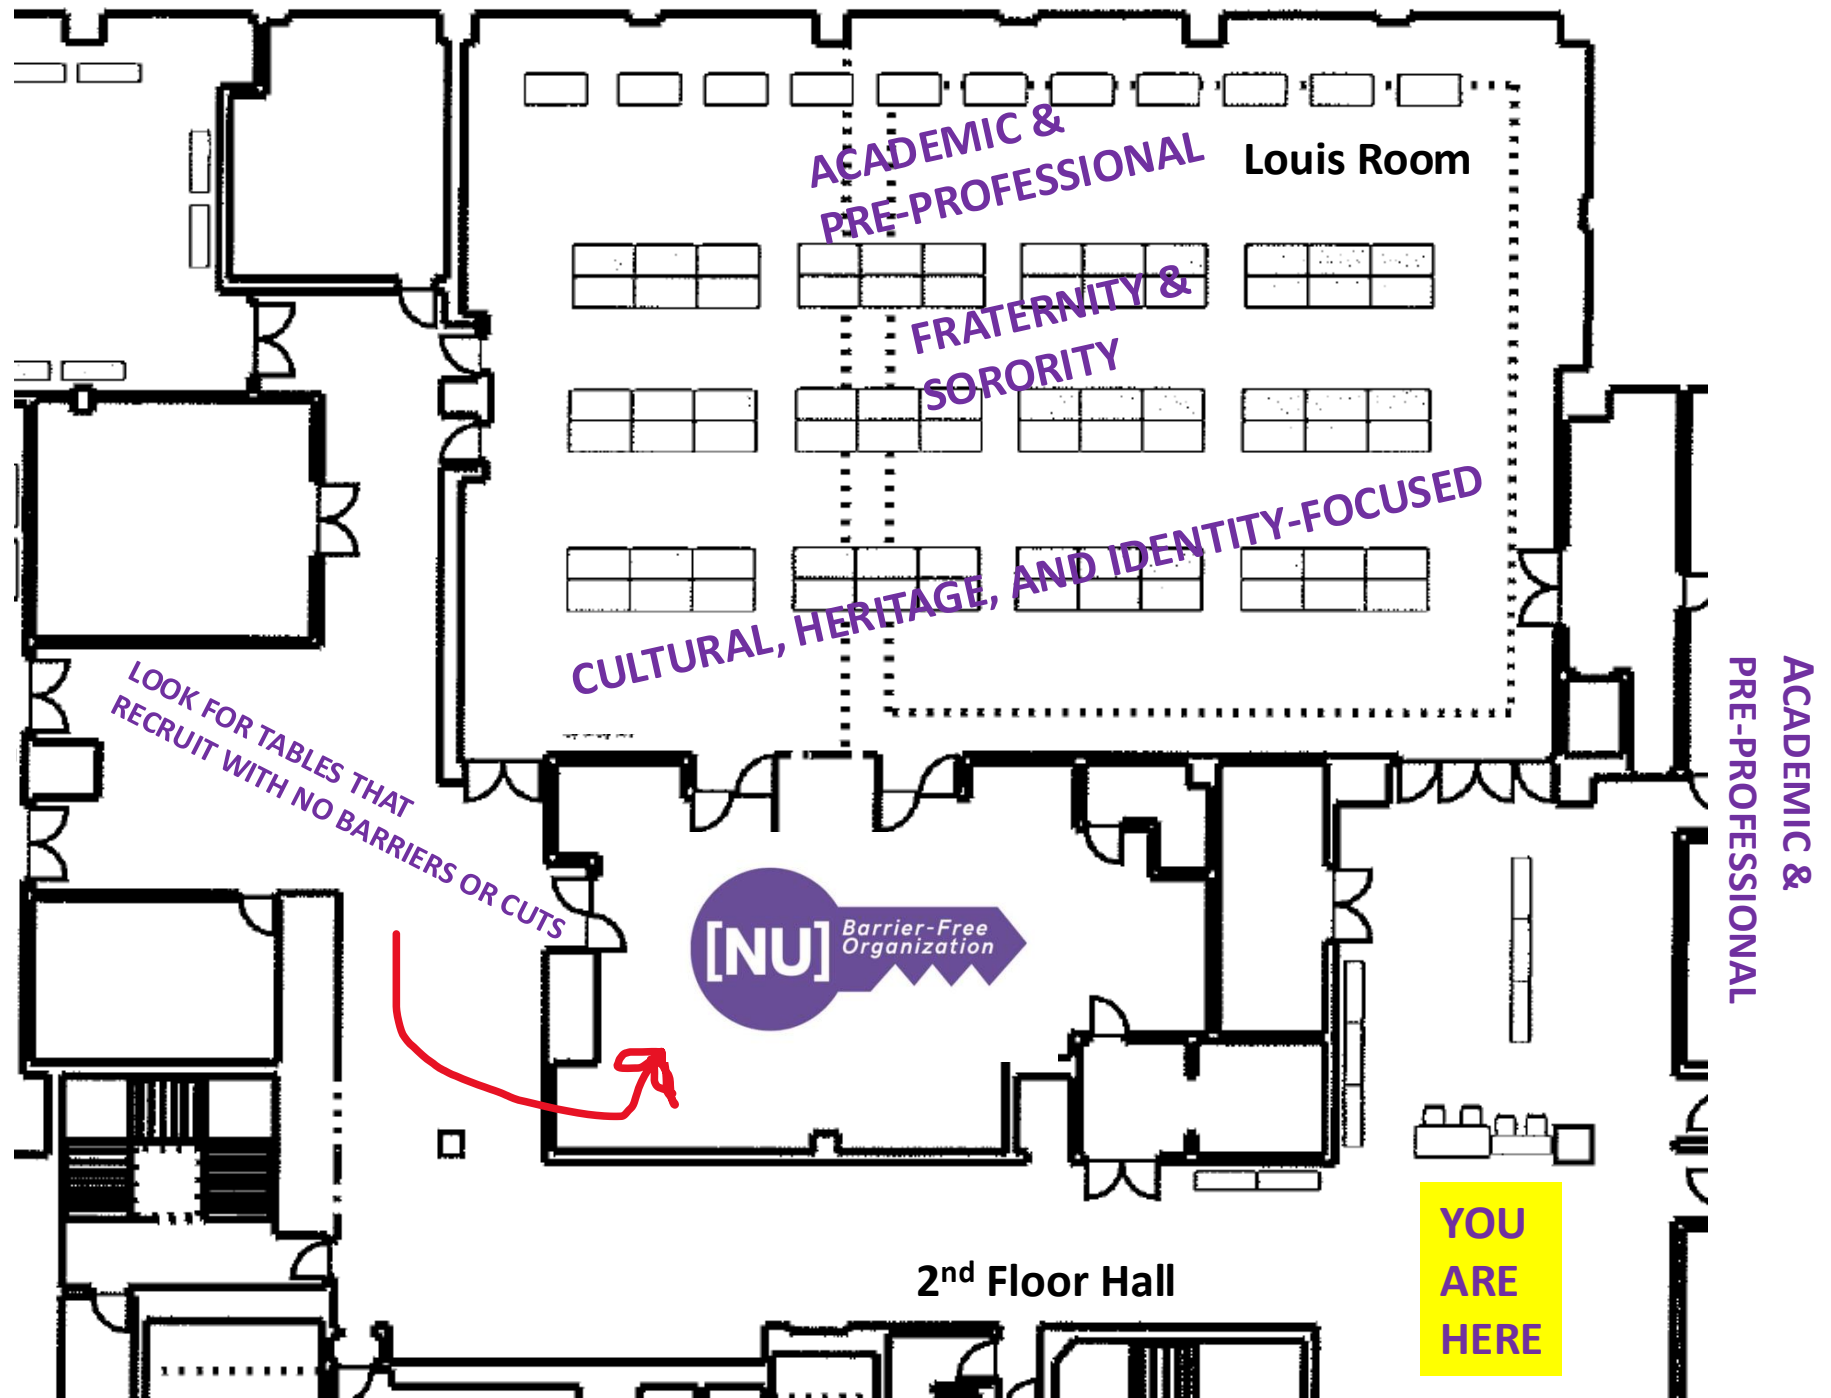 ACADEMIC &
PRE-PROFESSIONAL
Louis Room
FRATERNITY &
SORORITY
CULTURAL, HERITAGE, AND IDENTITY-FOCUSED
LOOK FOR TABLES THAT
RECRUIT WITH NO BARRIERS OR CUTS
ACADEMIC &
PRE-PROFESSIONAL
[NU] Barrier-Free
Organization
YOU
ARE
HERE
2nd Floor Hall